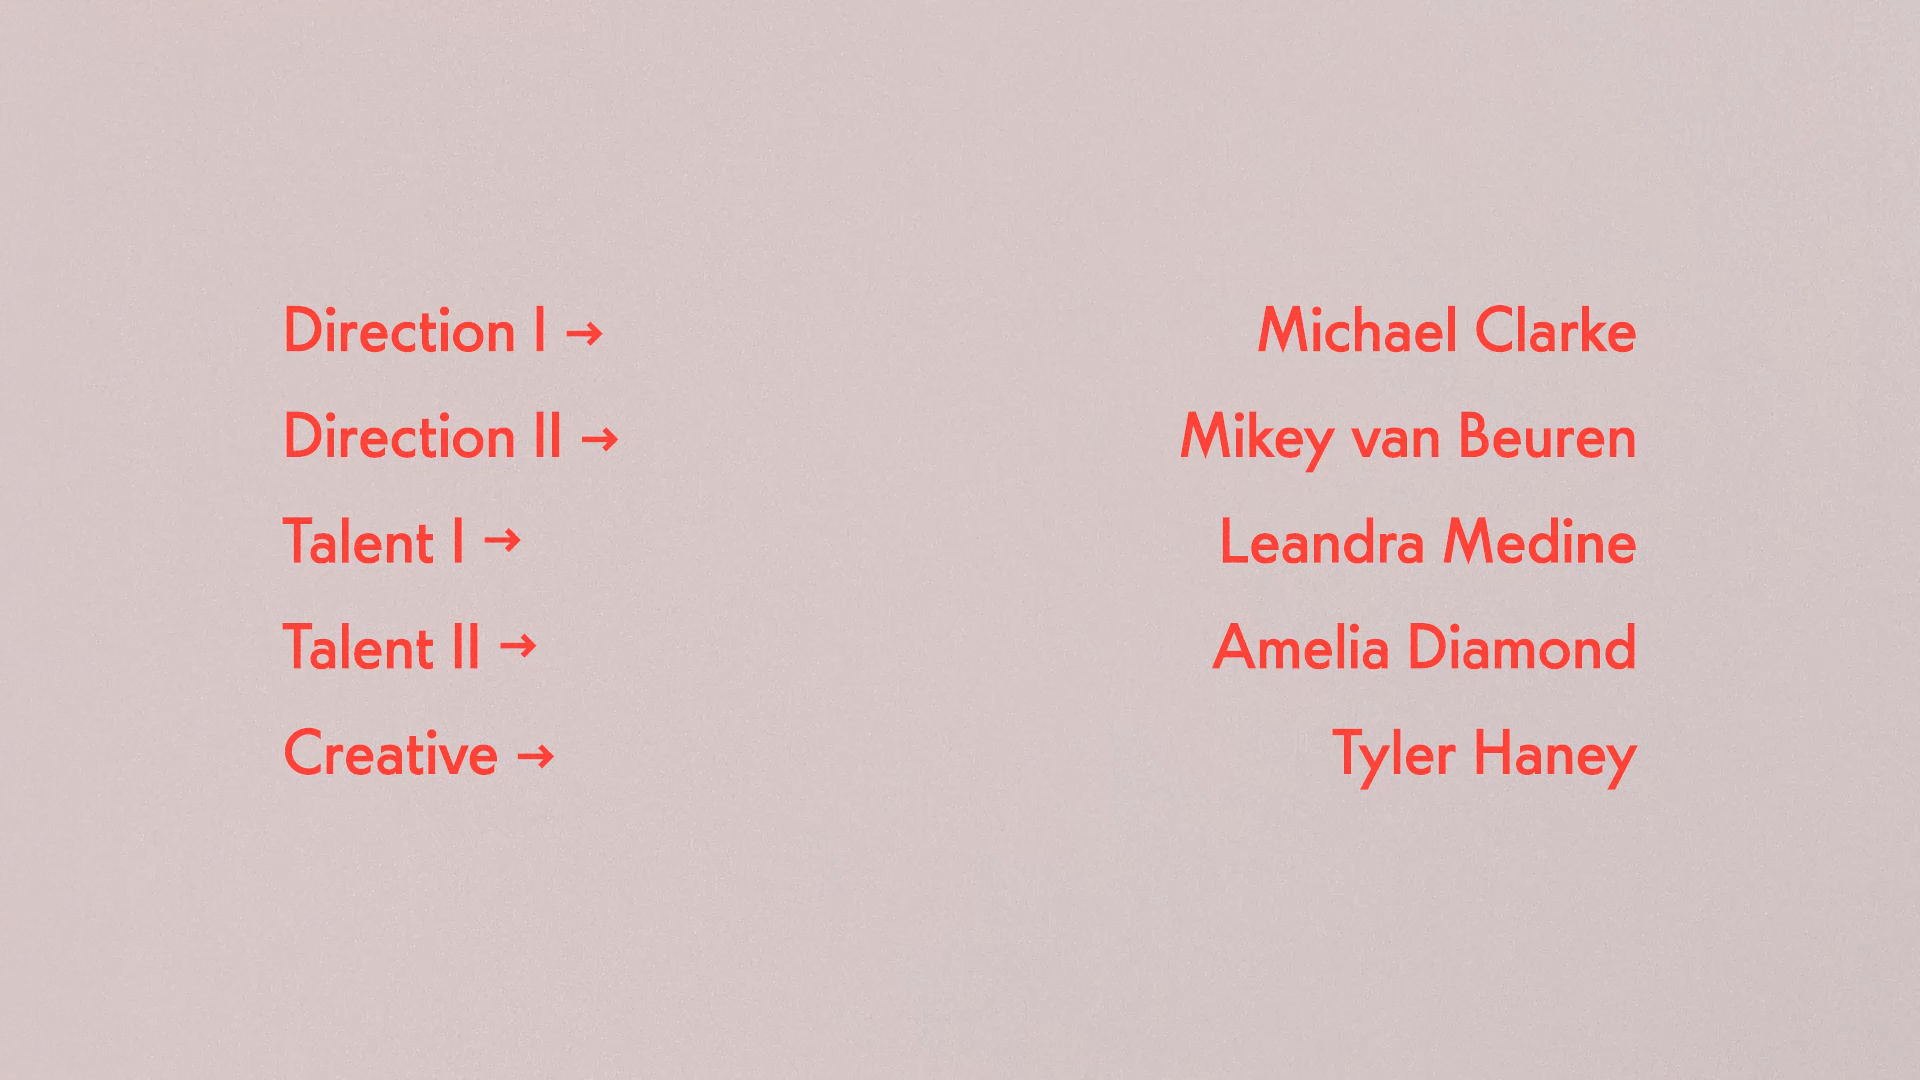 Direction I → Michael Clarke
Direction II → Mikey van Beuren
Talent I → Leandra Medine
Talent II → Amelia Diamond
Creative → Tyler Haney